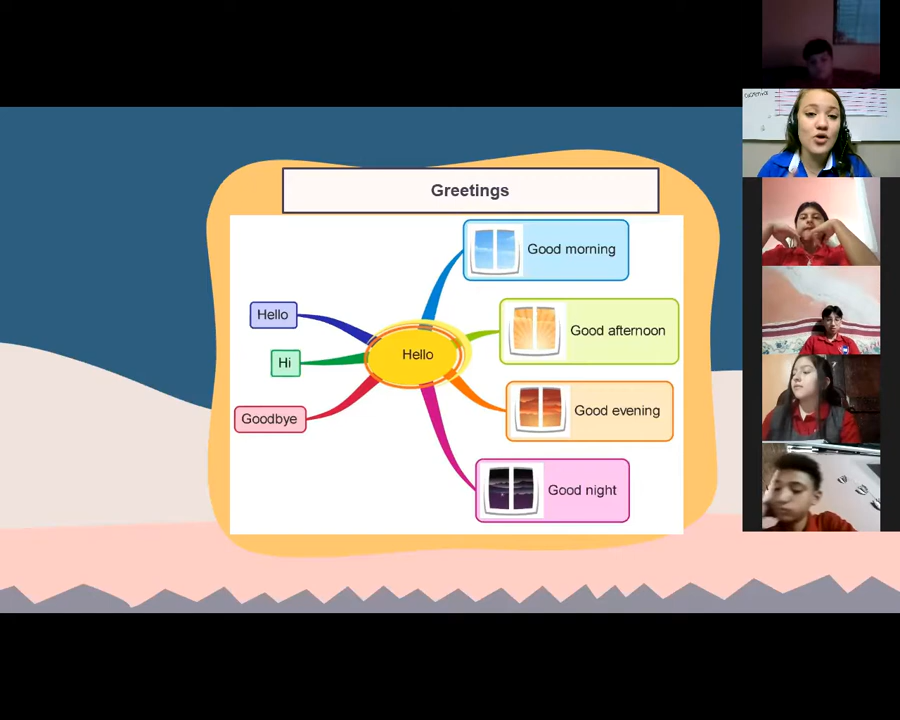 Greetings
Good morning
Hello
Good afternoon
Hello
Hi
Good evening
Goodbye
Good night